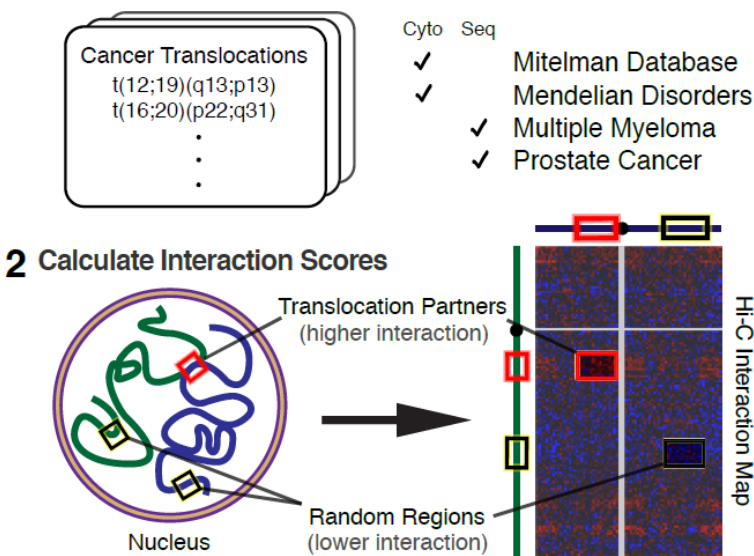 Cancer Translocations
t(12;19)(q13;p13)
t(16;20)(p22;q31)
Cyto Seq
✓ Mitelman Database
✓ Mendelian Disorders
✓ Multiple Myeloma
✓ Prostate Cancer
2 Calculate Interaction Scores
Translocation Partners
(higher interaction)
Hi-C Interaction Map
Random Regions
(lower interaction)
Nucleus